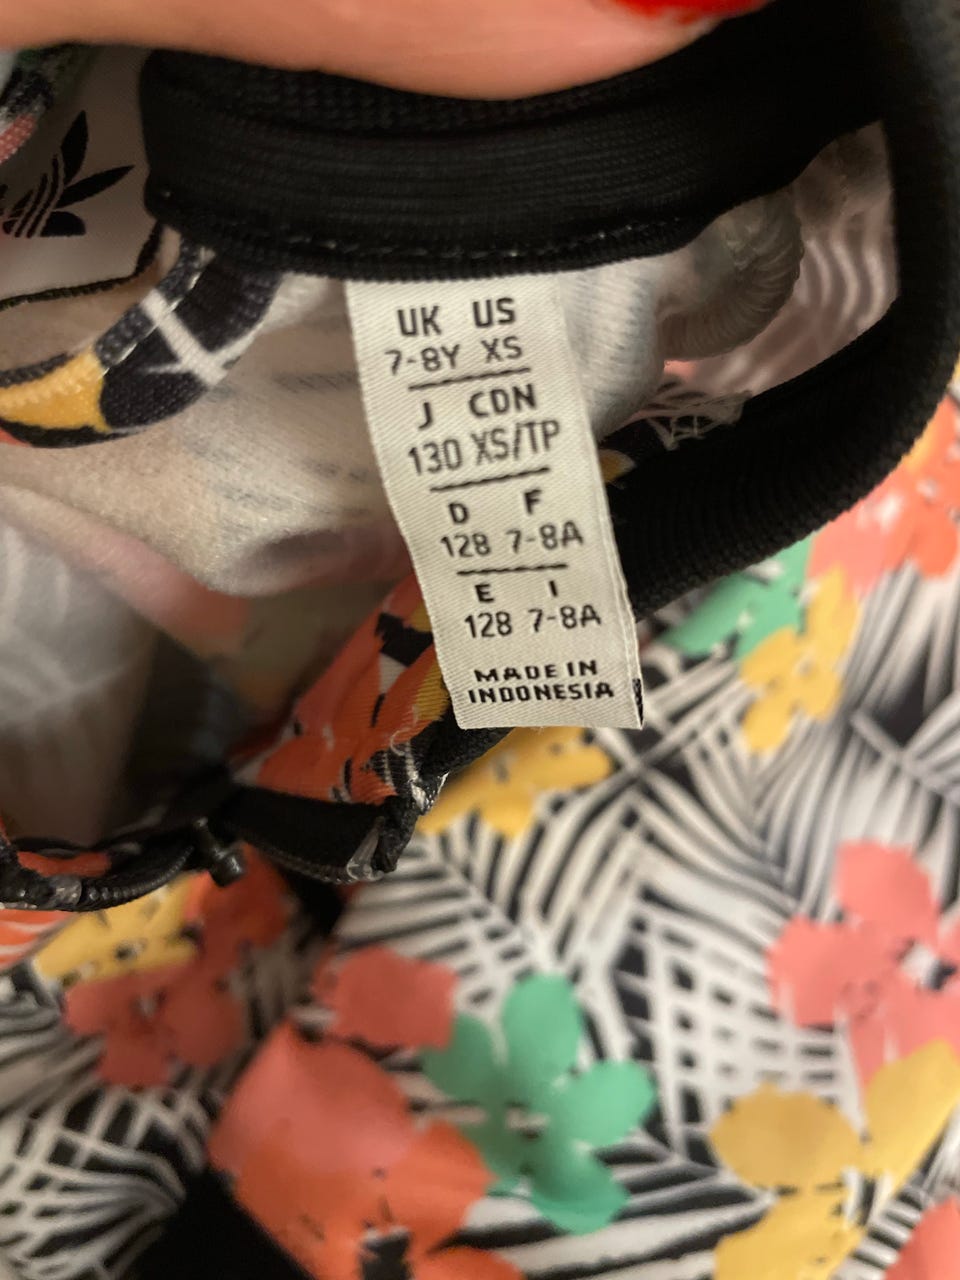 UK US
7-8Y XS
J CDN
130 XS/TP
D F
128 7-8A
E I
128 7-8A
MADE IN
INDONESIA